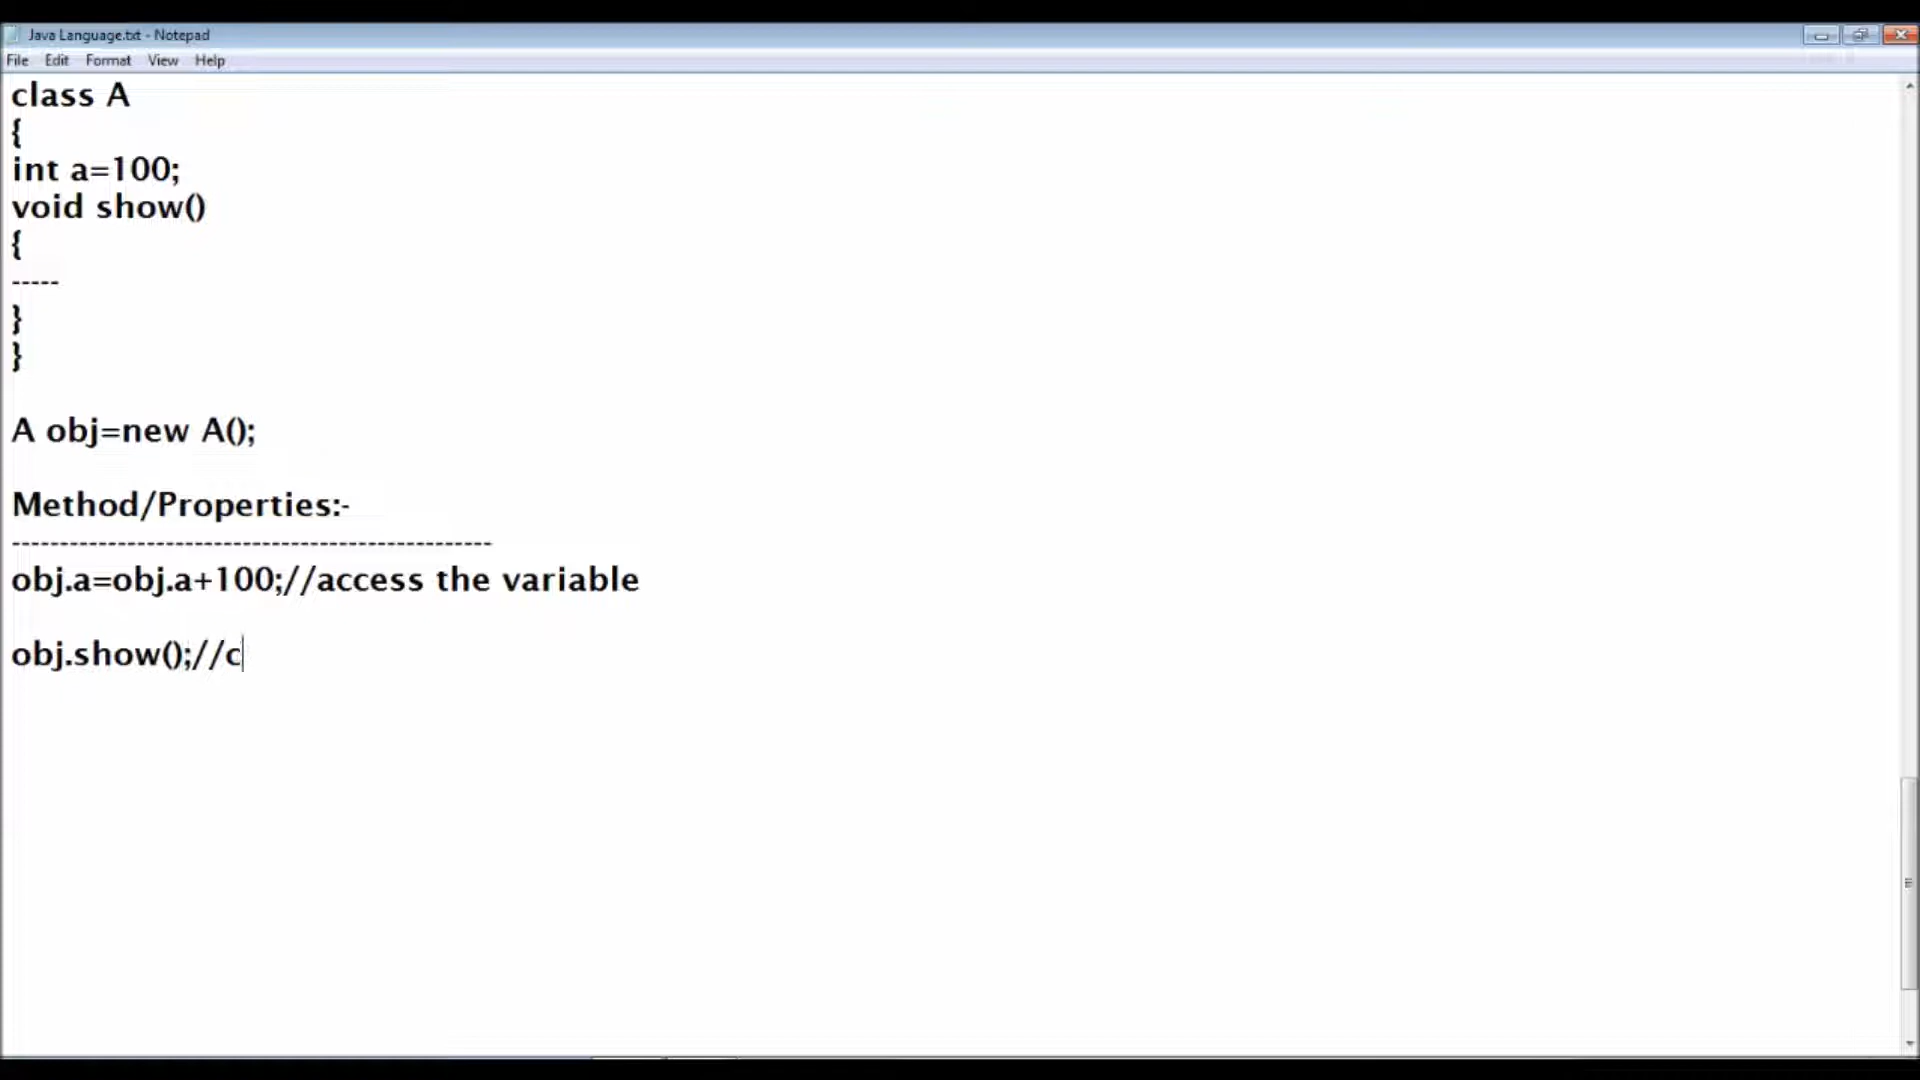 Java Language.txt - Notepad
File Edit Format View Help
class A
{
int a=100;
void show()
{
-----
}
}
A obj=new A();
Method/Properties:-
--------------------------------------------------
obj.a=obj.a+100;//access the variable
obj.show();//c